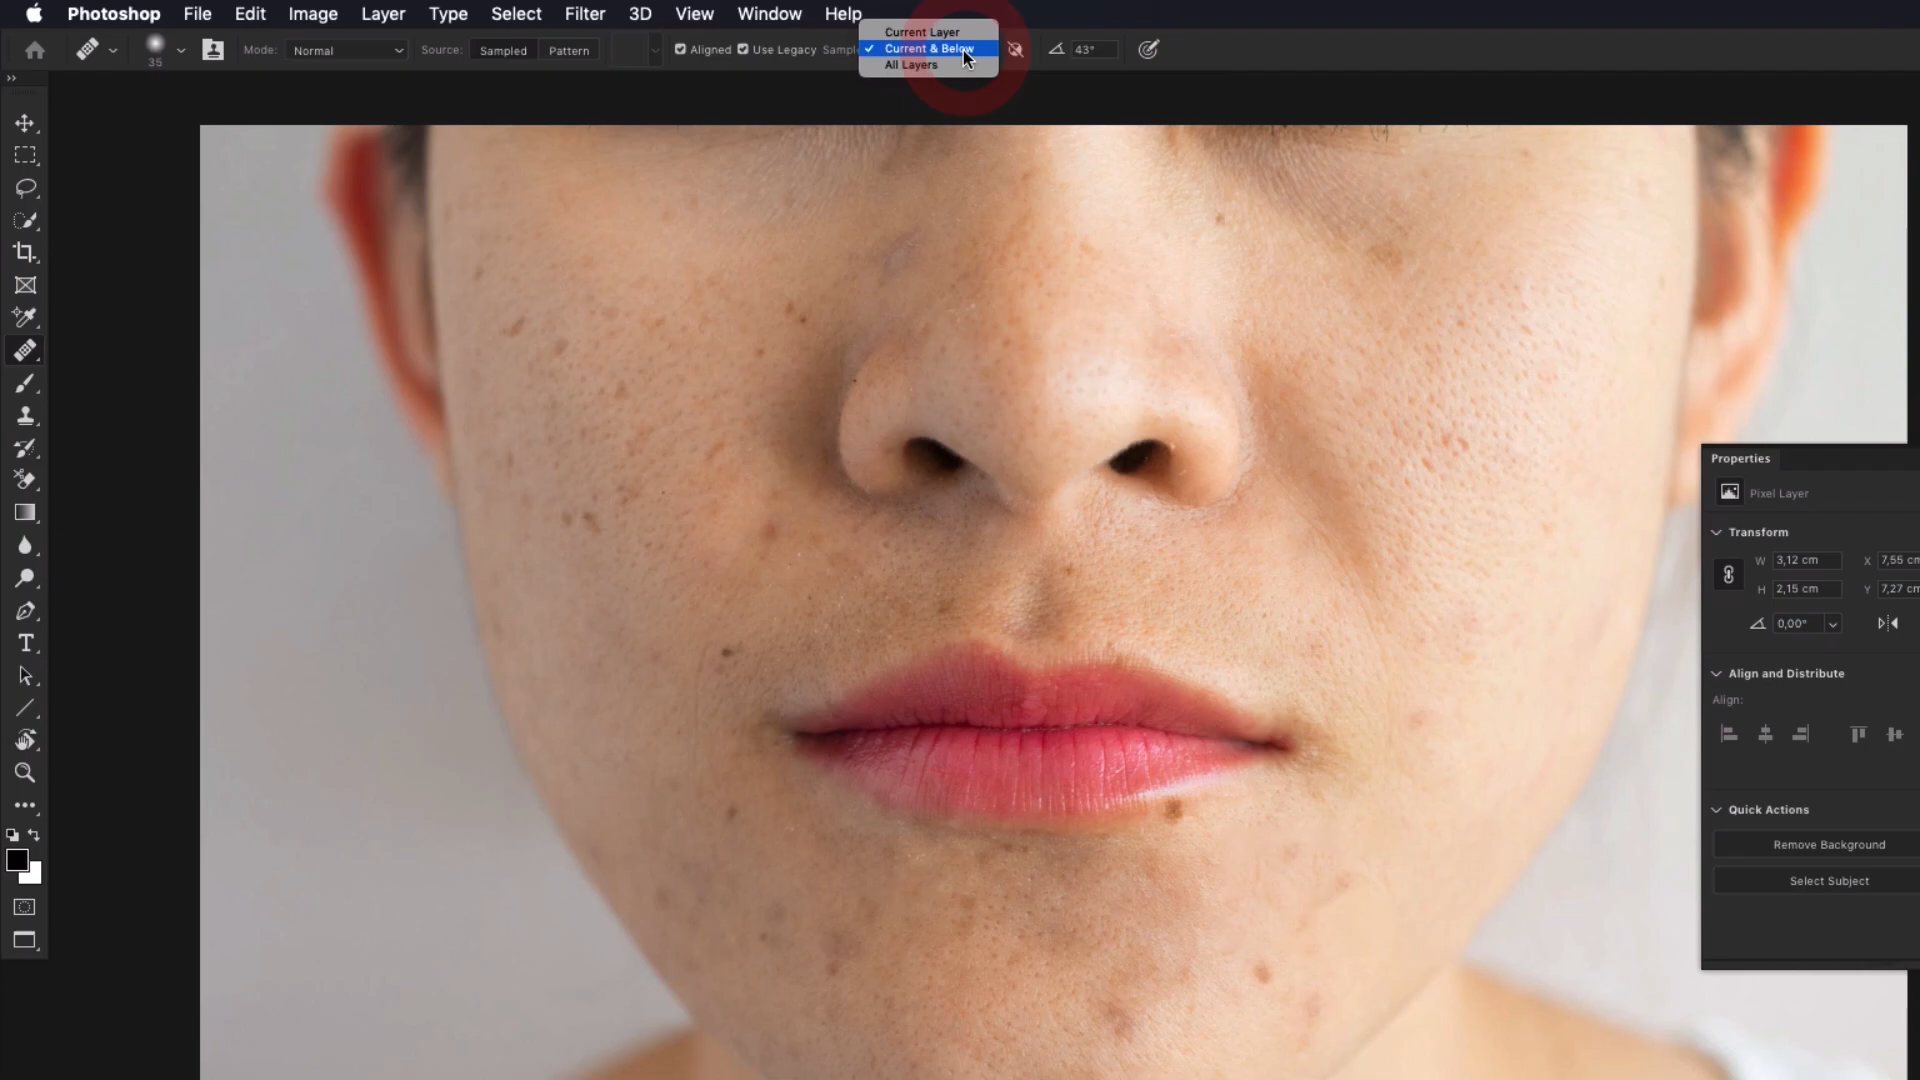 Photoshop File Edit Image Layer Type Select Filter 3D View Window Help
Current Layer
35 Mode: Normal Source: Sampled Pattern Aligned Use Legacy ✓ Current & Below 43°
All Layers
Properties
Pixel Layer
Transform
W 3,12 cm X 7,55 cm
H 2,15 cm Y 7,27 cm
0,00°
Align and Distribute
Align:
Quick Actions
Remove Background
Select Subject